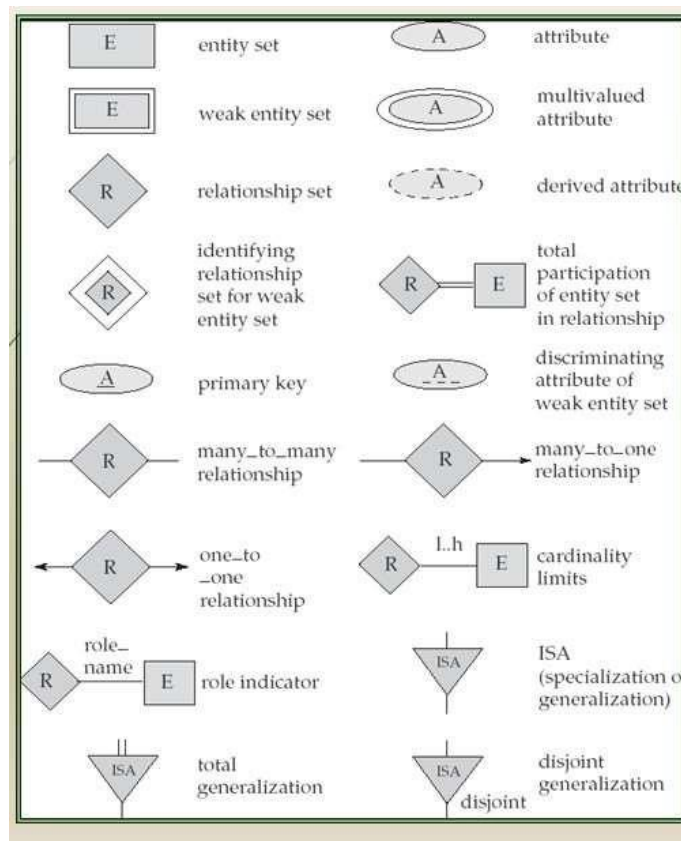 E
entity set
A
attribute
E
weak entity set
A
multivalued
attribute
R
relationship set
A
derived attribute
R
identifying
relationship
set for weak
entity set
R
E
total
participation
of entity set
in relationship
A
primary key
A
discriminating
attribute of
weak entity set
R
many_to_many
relationship
R
many_to_one
relationship
R
one_to
_one
relationship
R
l..h
E
cardinality
limits
R
role_
name
E
role indicator
ISA
ISA
(specialization o
generalization)
ISA
total
generalization
ISA
disjoint
disjoint
generalization